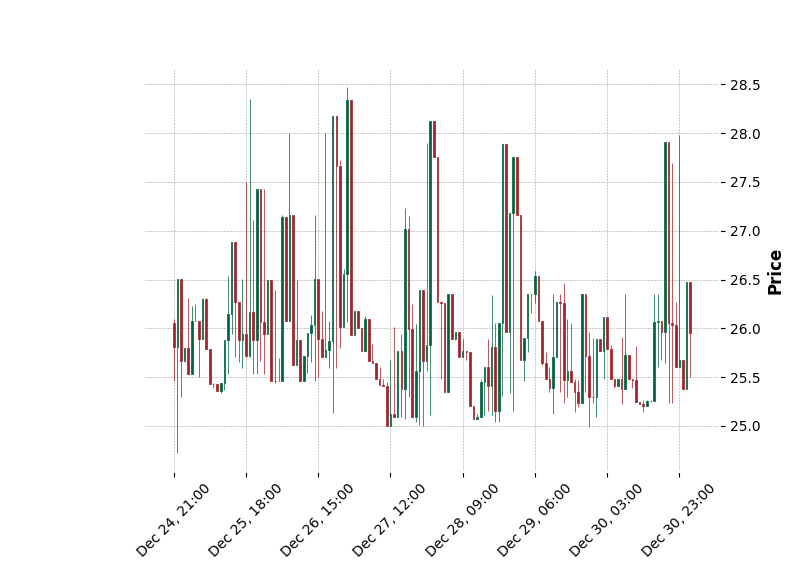 28.5
28.0
27.5
27.0
26.5
26.0
25.5
25.0
Price
Dec 24, 21:00
Dec 25, 18:00
Dec 26, 15:00
Dec 27, 12:00
Dec 28, 09:00
Dec 29, 06:00
Dec 30, 03:00
Dec 30, 23:00